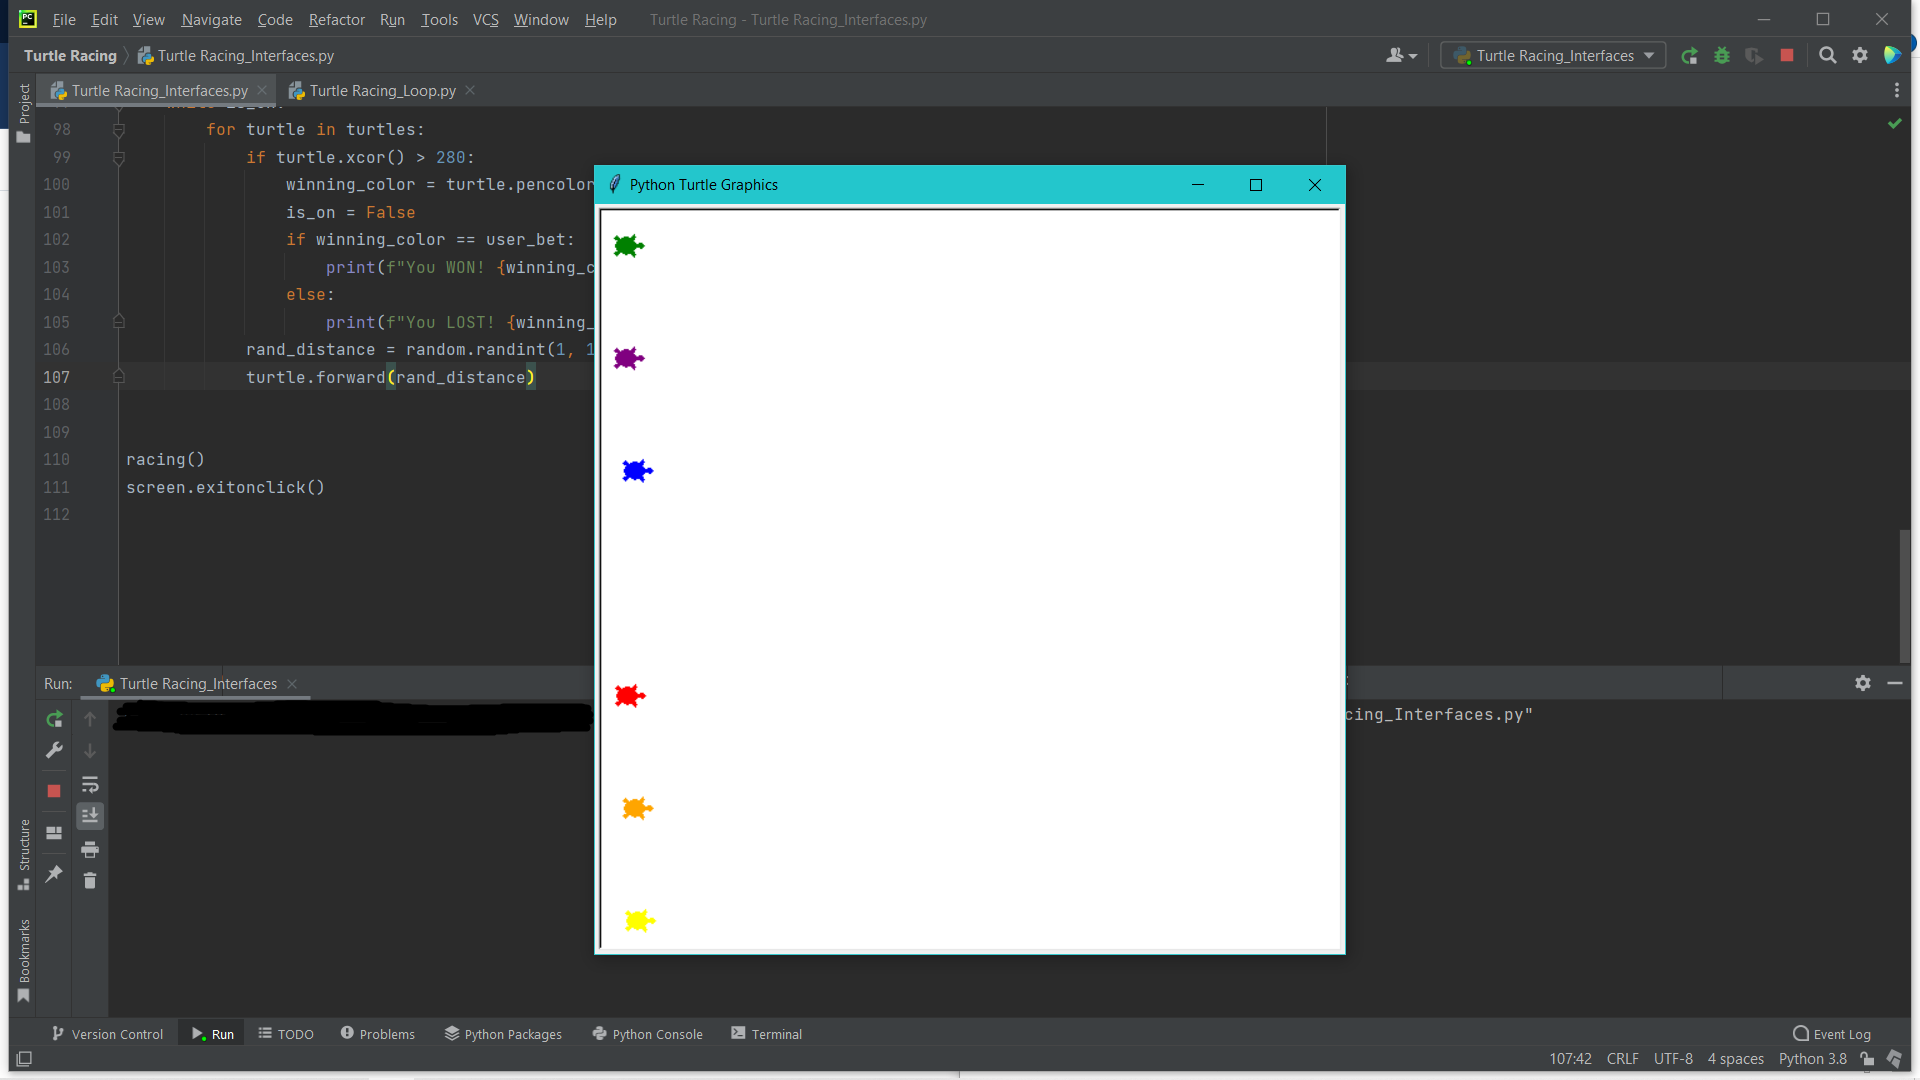 File Edit View Navigate Code Refactor Run Tools VCS Window Help Turtle Racing - Turtle Racing_Interfaces.py
Turtle Racing Turtle Racing_Interfaces.py Turtle Racing_Interfaces
Project
Turtle Racing_Interfaces.py Turtle Racing_Loop.py
98 for turtle in turtles:
99 if turtle.xcor() > 280:
100 winning_color = turtle.pencolor
101 is_on = False
102 if winning_color == user_bet:
103 print(f"You WON! {winning_c
104 else:
105 print(f"You LOST! {winning_
106 rand_distance = random.randint(1, 1
107 turtle.forward(rand_distance)
108
109
110 racing()
111 screen.exitonclick()
112
Python Turtle Graphics
Run: Turtle Racing_Interfaces
cing_Interfaces.py"
Structure
Bookmarks
Version Control Run TODO Problems Python Packages Python Console Terminal Event Log
107:42 CRLF UTF-8 4 spaces Python 3.8